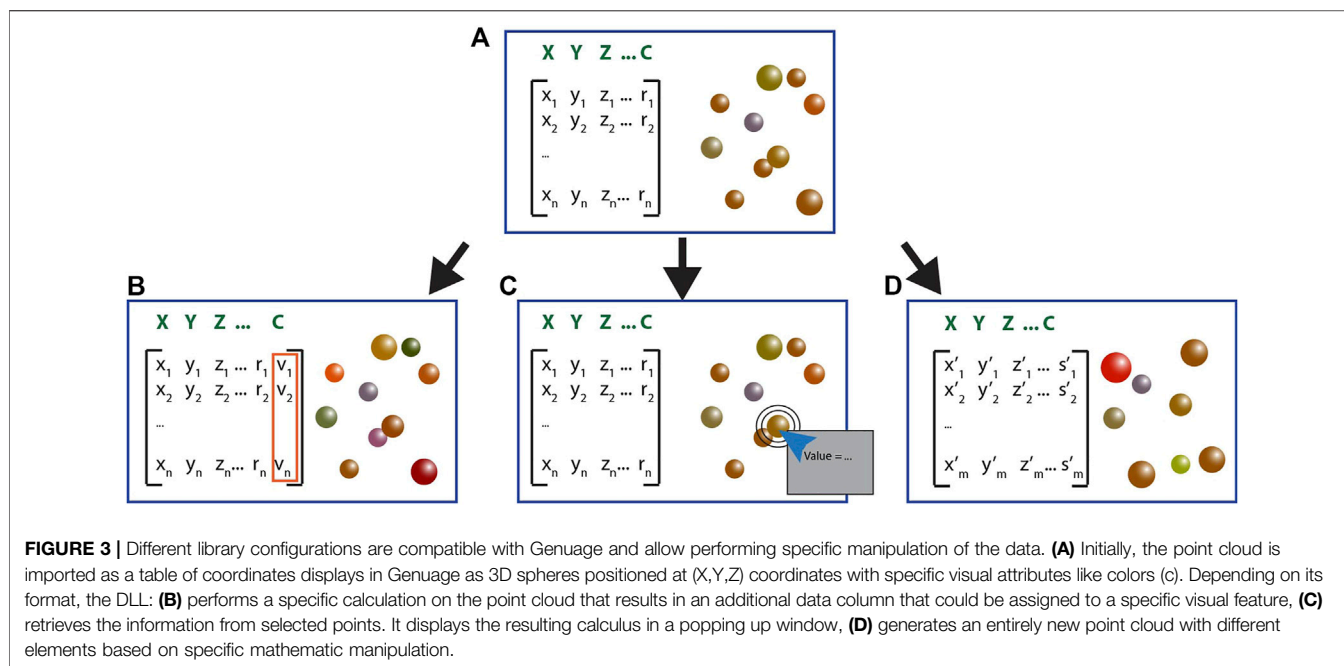 A
X Y Z ... C
x1 y1 z1 ... r1
x2 y2 z2 ... r2
...
xn yn zn... rn
B
X Y Z ... C
x1 y1 z1 ... r1 v1
x2 y2 z2 ... r2 v2
...
xn yn zn... rn vn
C
X Y Z ... C
x1 y1 z1 ... r1
x2 y2 z2 ... r2
...
xn yn zn... rn
Value = ...
D
X Y Z ... C
x'1 y'1 z'1 ... s'1
x'2 y'2 z'2 ... s'2
...
x'm y'm z'm... s'm
FIGURE 3 | Different library configurations are compatible with Genuage and allow performing specific manipulation of the data. (A) Initially, the point cloud is
imported as a table of coordinates displays in Genuage as 3D spheres positioned at (X,Y,Z) coordinates with specific visual attributes like colors (c). Depending on its
format, the DLL: (B) performs a specific calculation on the point cloud that results in an additional data column that could be assigned to a specific visual feature, (C)
retrieves the information from selected points. It displays the resulting calculus in a popping up window, (D) generates an entirely new point cloud with different
elements based on specific mathematic manipulation.